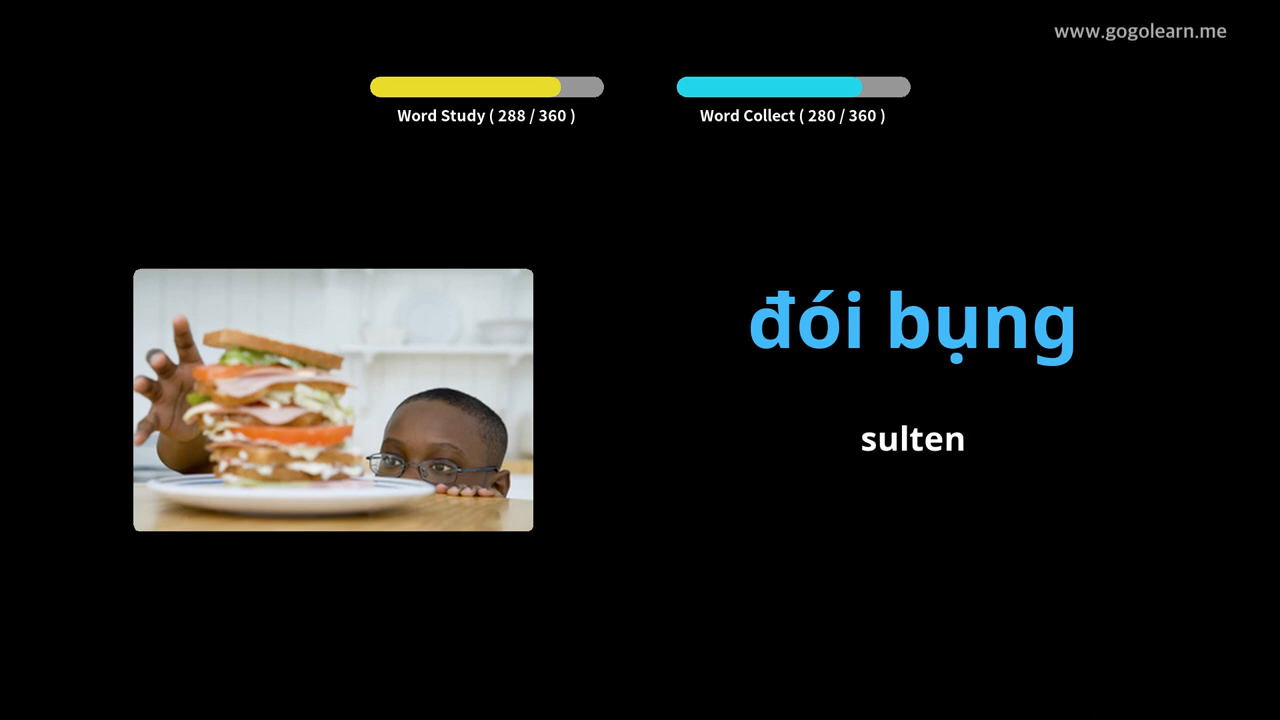 www.gogolearn.me
Word Study ( 288 / 360 )
Word Collect ( 280 / 360 )
đói bụng
sulten